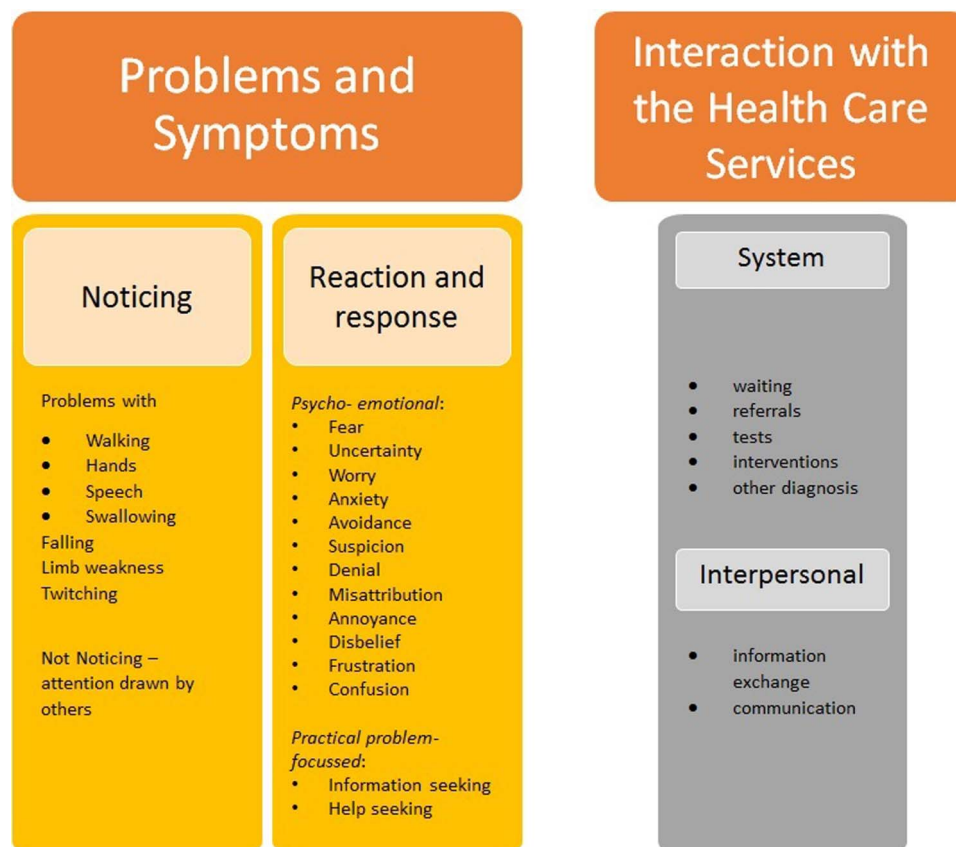 Problems and
Symptoms
Noticing
Problems with
• Walking
• Hands
• Speech
• Swallowing
Falling
Limb weakness
Twitching
Not Noticing –
attention drawn by
others
Reaction and
response
Psycho- emotional:
• Fear
• Uncertainty
• Worry
• Anxiety
• Avoidance
• Suspicion
• Denial
• Misattribution
• Annoyance
• Disbelief
• Frustration
• Confusion
Practical problem-
focussed:
• Information seeking
• Help seeking
Interaction with
the Health Care
Services
System
• waiting
• referrals
• tests
• interventions
• other diagnosis
Interpersonal
• information
exchange
• communication